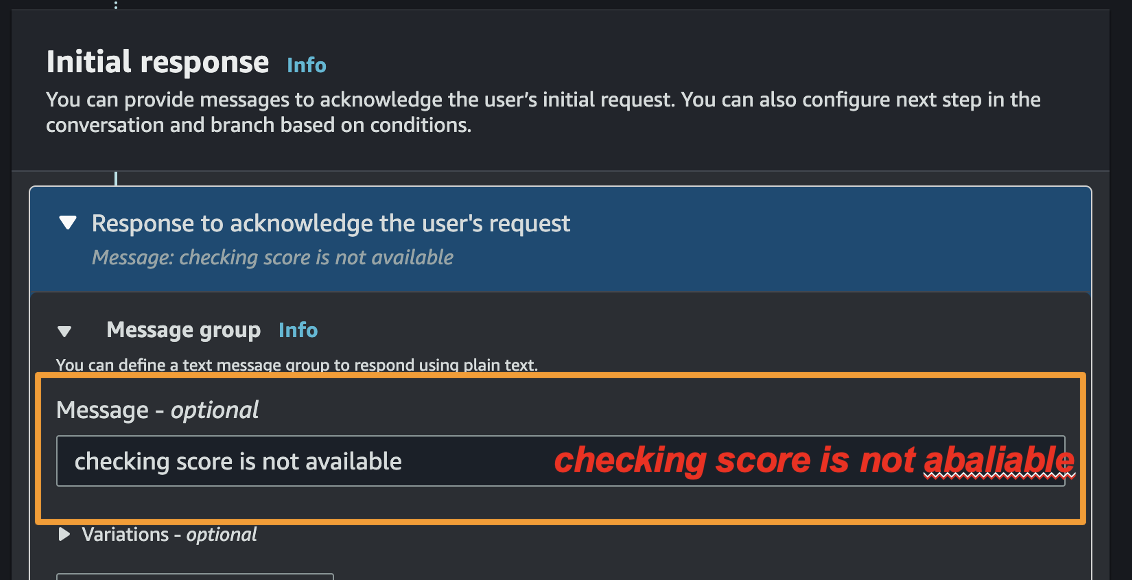 Initial response Info
You can provide messages to acknowledge the user's initial request. You can also configure next step in the
conversation and branch based on conditions.
Response to acknowledge the user's request
Message: checking score is not available
Message group Info
You can define a text message group to respond using plain text.
Message - optional
checking score is not available checking score is not abaliable
Variations - optional